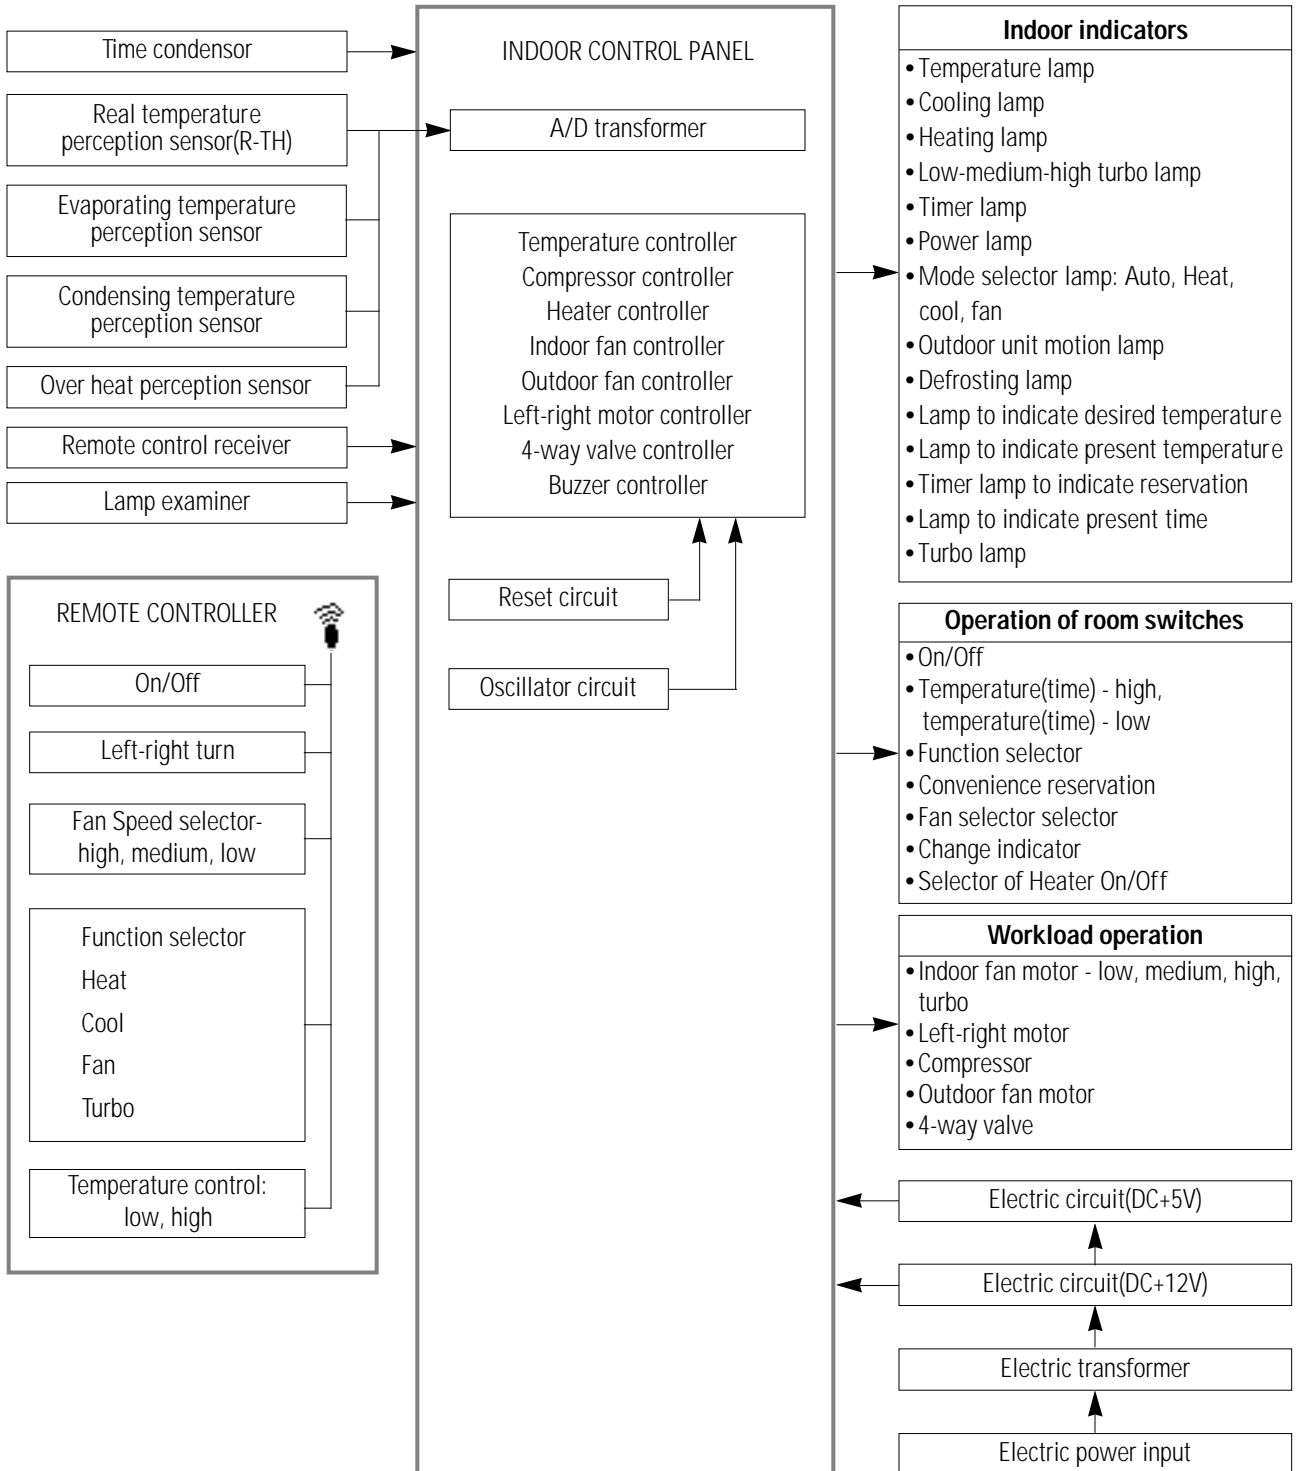 Time condensor
Real temperature
perception sensor(R-TH)
Evaporating temperature
perception sensor
Condensing temperature
perception sensor
Over heat perception sensor
Remote control receiver
Lamp examiner
REMOTE CONTROLLER
On/Off
Left-right turn
Fan Speed selector-
high, medium, low
Function selector
Heat
Cool
Fan
Turbo
Temperature control:
low, high
INDOOR CONTROL PANEL
A/D transformer
Temperature controller
Compressor controller
Heater controller
Indoor fan controller
Outdoor fan controller
Left-right motor controller
4-way valve controller
Buzzer controller
Reset circuit
Oscillator circuit
Indoor indicators
• Temperature lamp
• Cooling lamp
• Heating lamp
• Low-medium-high turbo lamp
• Timer lamp
• Power lamp
• Mode selector lamp: Auto, Heat,
cool, fan
• Outdoor unit motion lamp
• Defrosting lamp
• Lamp to indicate desired temperature
• Lamp to indicate present temperature
• Timer lamp to indicate reservation
• Lamp to indicate present time
• Turbo lamp
Operation of room switches
• On/Off
• Temperature(time) - high,
temperature(time) - low
• Function selector
• Convenience reservation
• Fan selector selector
• Change indicator
• Selector of Heater On/Off
Workload operation
• Indoor fan motor - low, medium, high,
turbo
• Left-right motor
• Compressor
• Outdoor fan motor
• 4-way valve
Electric circuit(DC+5V)
Electric circuit(DC+12V)
Electric transformer
Electric power input